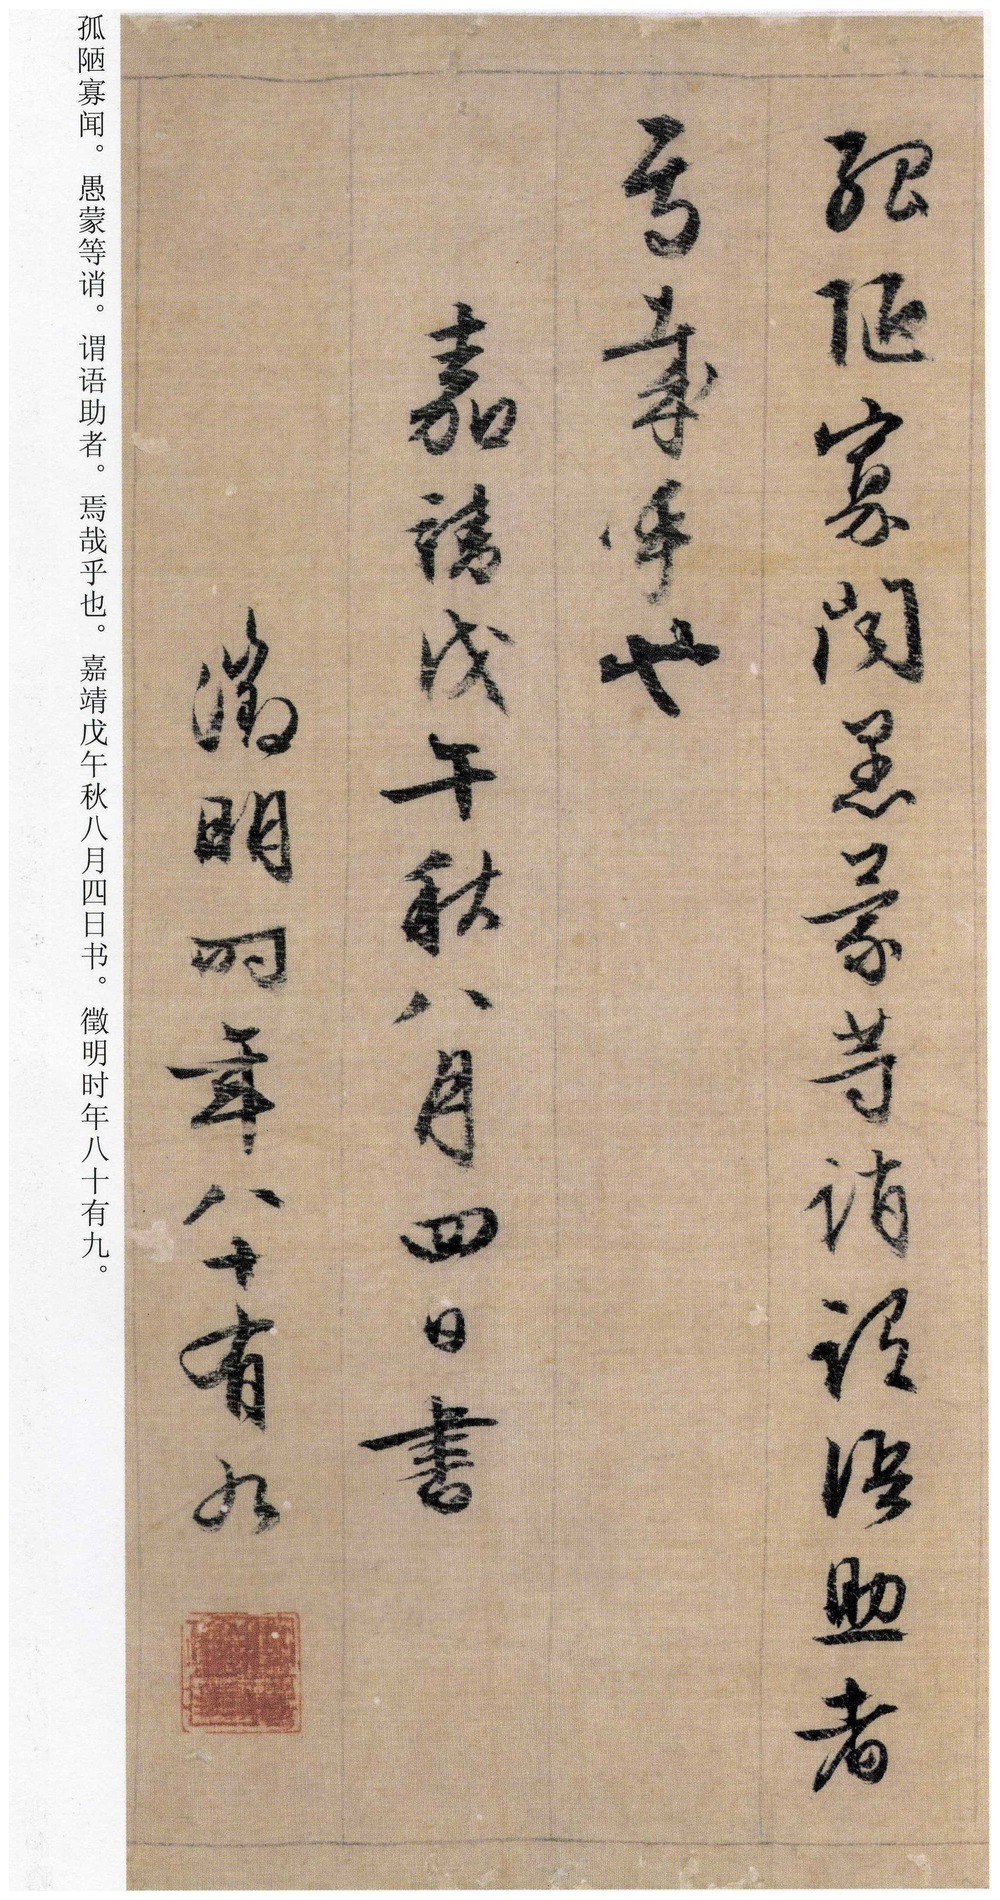 孤陋寡聞愚蒙等誚謂語助者
焉哉乎也
嘉靖戊午秋八月四日書
徵明時年八十有九
孤陋寡闻。愚蒙等诮。谓语助者。焉哉乎也。嘉靖戊午秋八月四日书。徵明时年八十有九。